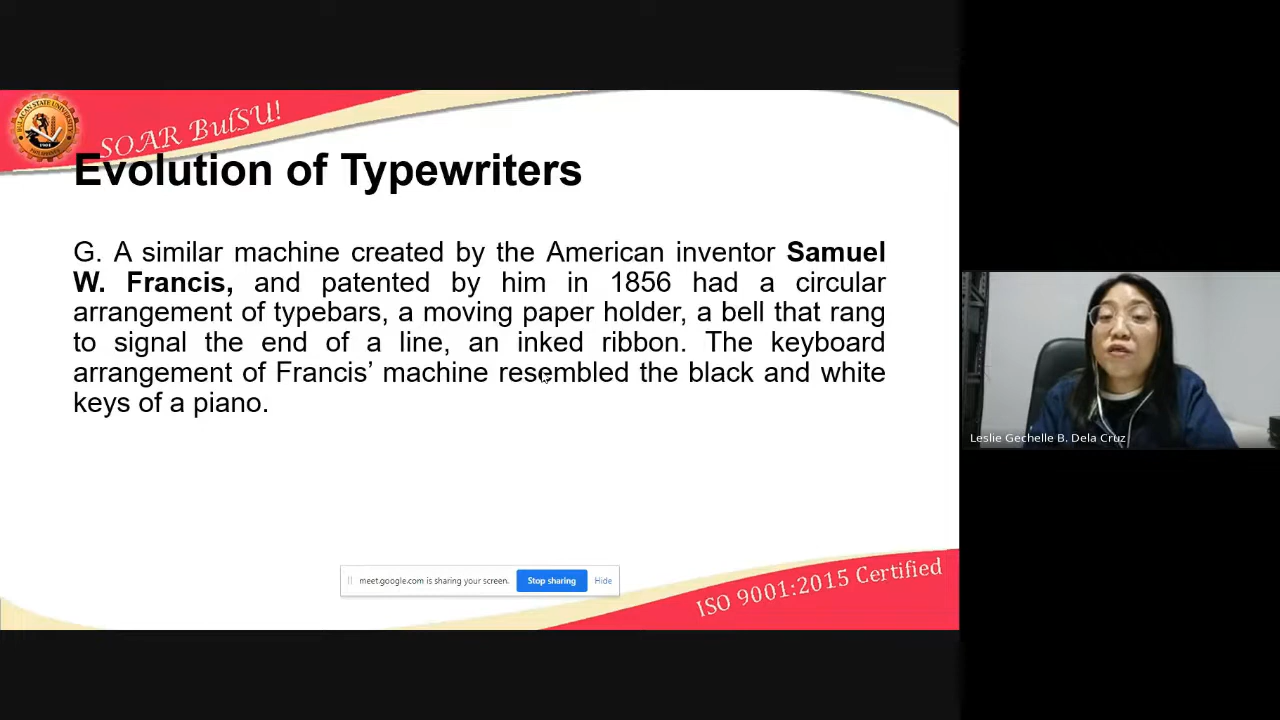 SOAR BulSU!
Evolution of Typewriters
G. A similar machine created by the American inventor Samuel
W. Francis, and patented by him in 1856 had a circular
arrangement of typebars, a moving paper holder, a bell that rang
to signal the end of a line, an inked ribbon. The keyboard
arrangement of Francis’ machine resembled the black and white
keys of a piano.
Leslie Gechelle B. Dela Cruz
meet.google.com is sharing your screen.
Stop sharing
Hide
ISO 9001:2015 Certified